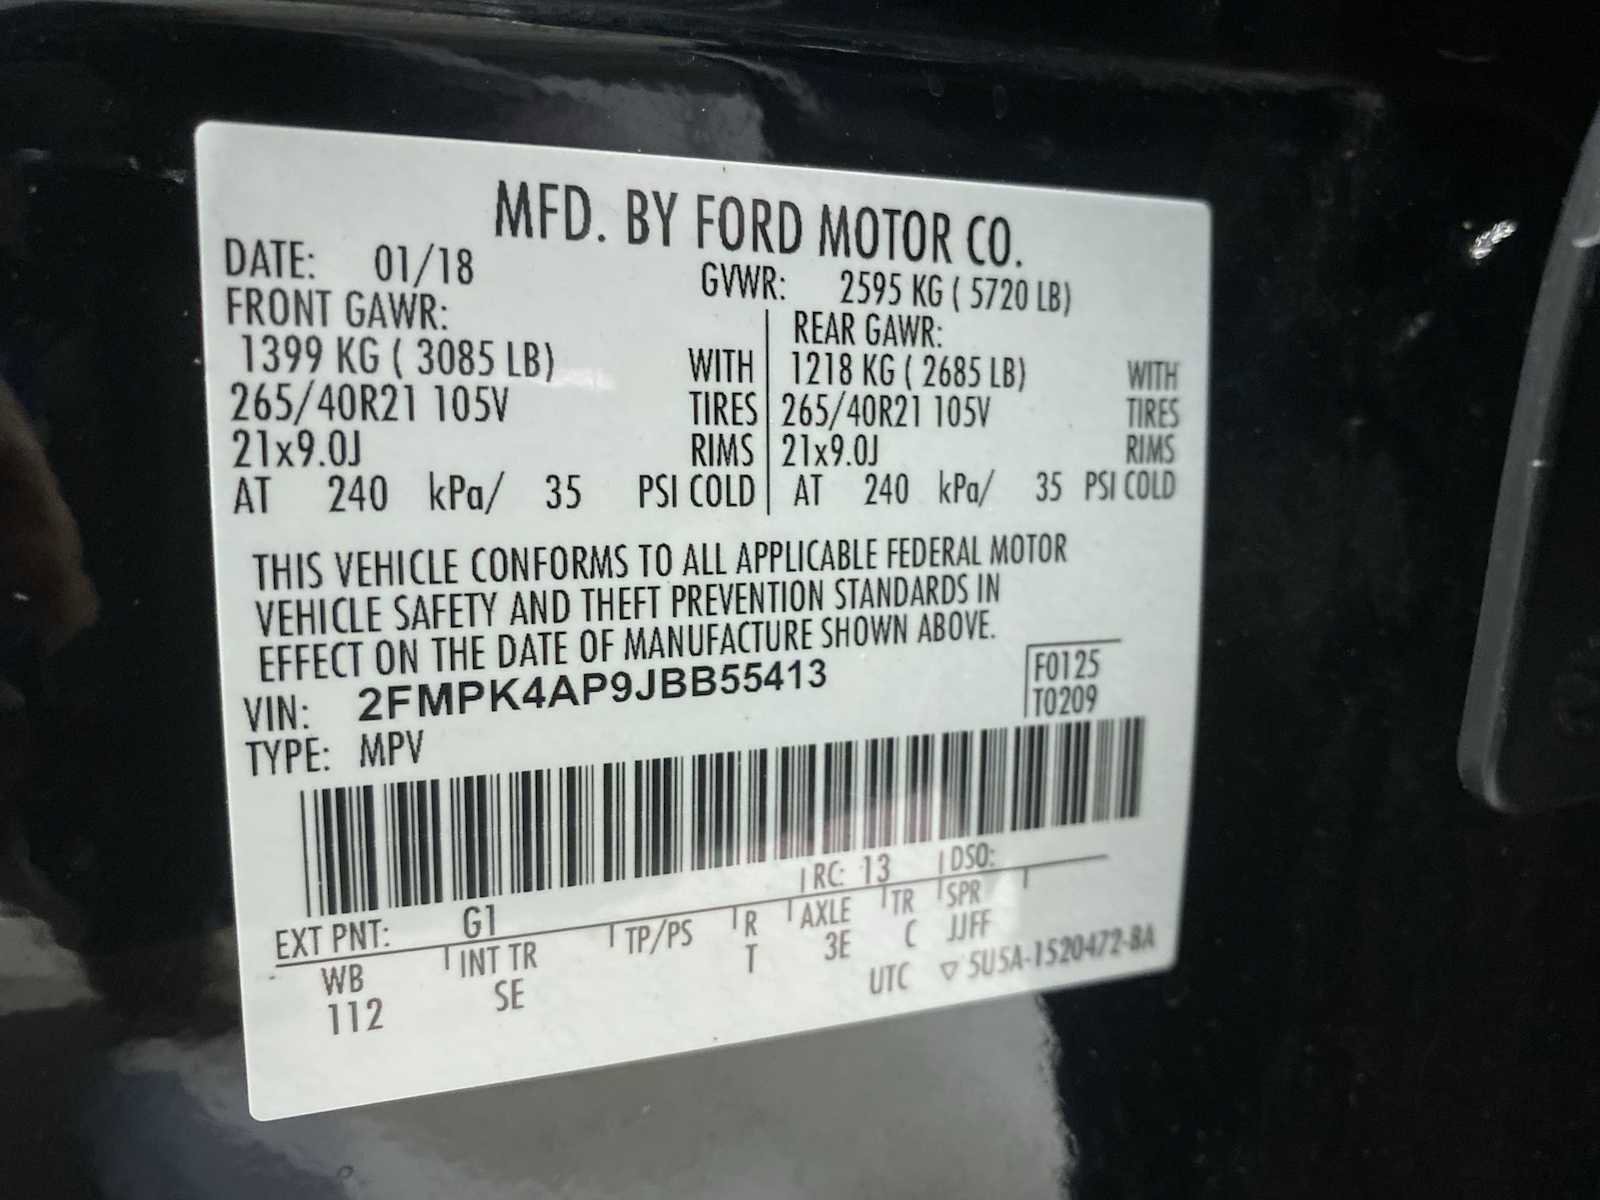 MFD. BY FORD MOTOR CO.
DATE: 01/18 GVWR: 2595 KG ( 5720 LB)
FRONT GAWR: REAR GAWR:
1399 KG ( 3085 LB) WITH 1218 KG ( 2685 LB) WITH
265/40R21 105V TIRES 265/40R21 105V TIRES
21x9.0J RIMS 21x9.0J RIMS
AT 240 kPa/ 35 PSI COLD AT 240 kPa/ 35 PSI COLD
THIS VEHICLE CONFORMS TO ALL APPLICABLE FEDERAL MOTOR
VEHICLE SAFETY AND THEFT PREVENTION STANDARDS IN
EFFECT ON THE DATE OF MANUFACTURE SHOWN ABOVE.
VIN: 2FMPK4AP9JBB55413 F0125
TYPE: MPV T0209
EXT PNT: G1 RC: 13 DSO:
WB INT TR TP/PS R AXLE TR SPR
112 SE T 3E C JJFF
UTC ▽ 5U5A-1520472-BA